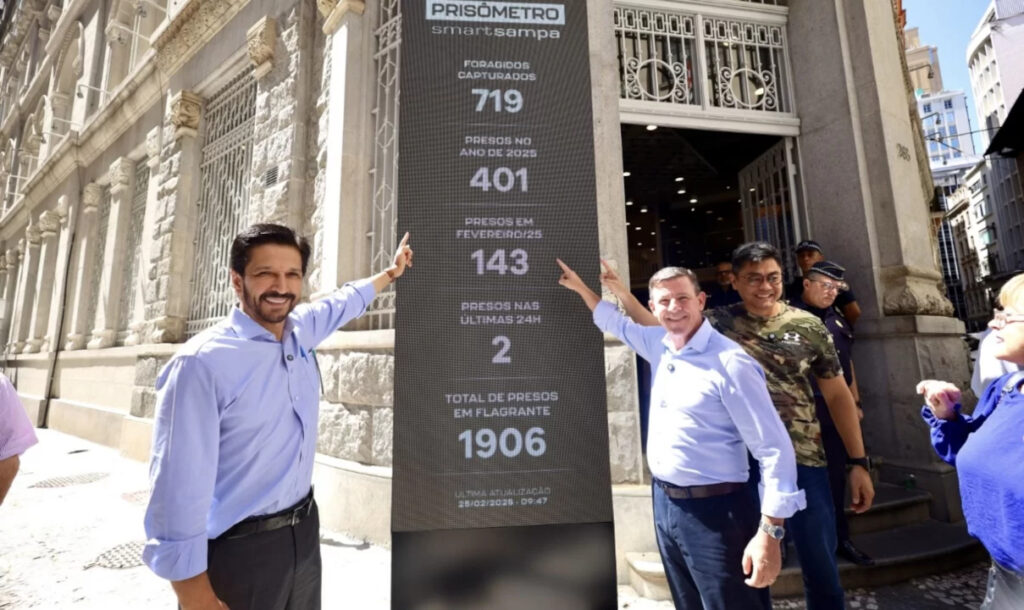 PRISÔMETRO
smartsampa
FORAGIDOS
CAPTURADOS
719
PRESOS NO
ANO DE 2025
401
PRESOS EM
FEVEREIRO/25
143
PRESOS NAS
ÚLTIMAS 24H
2
TOTAL DE PRESOS
EM FLAGRANTE
1906
ÚLTIMA ATUALIZAÇÃO
25/02/2025 - 09:47